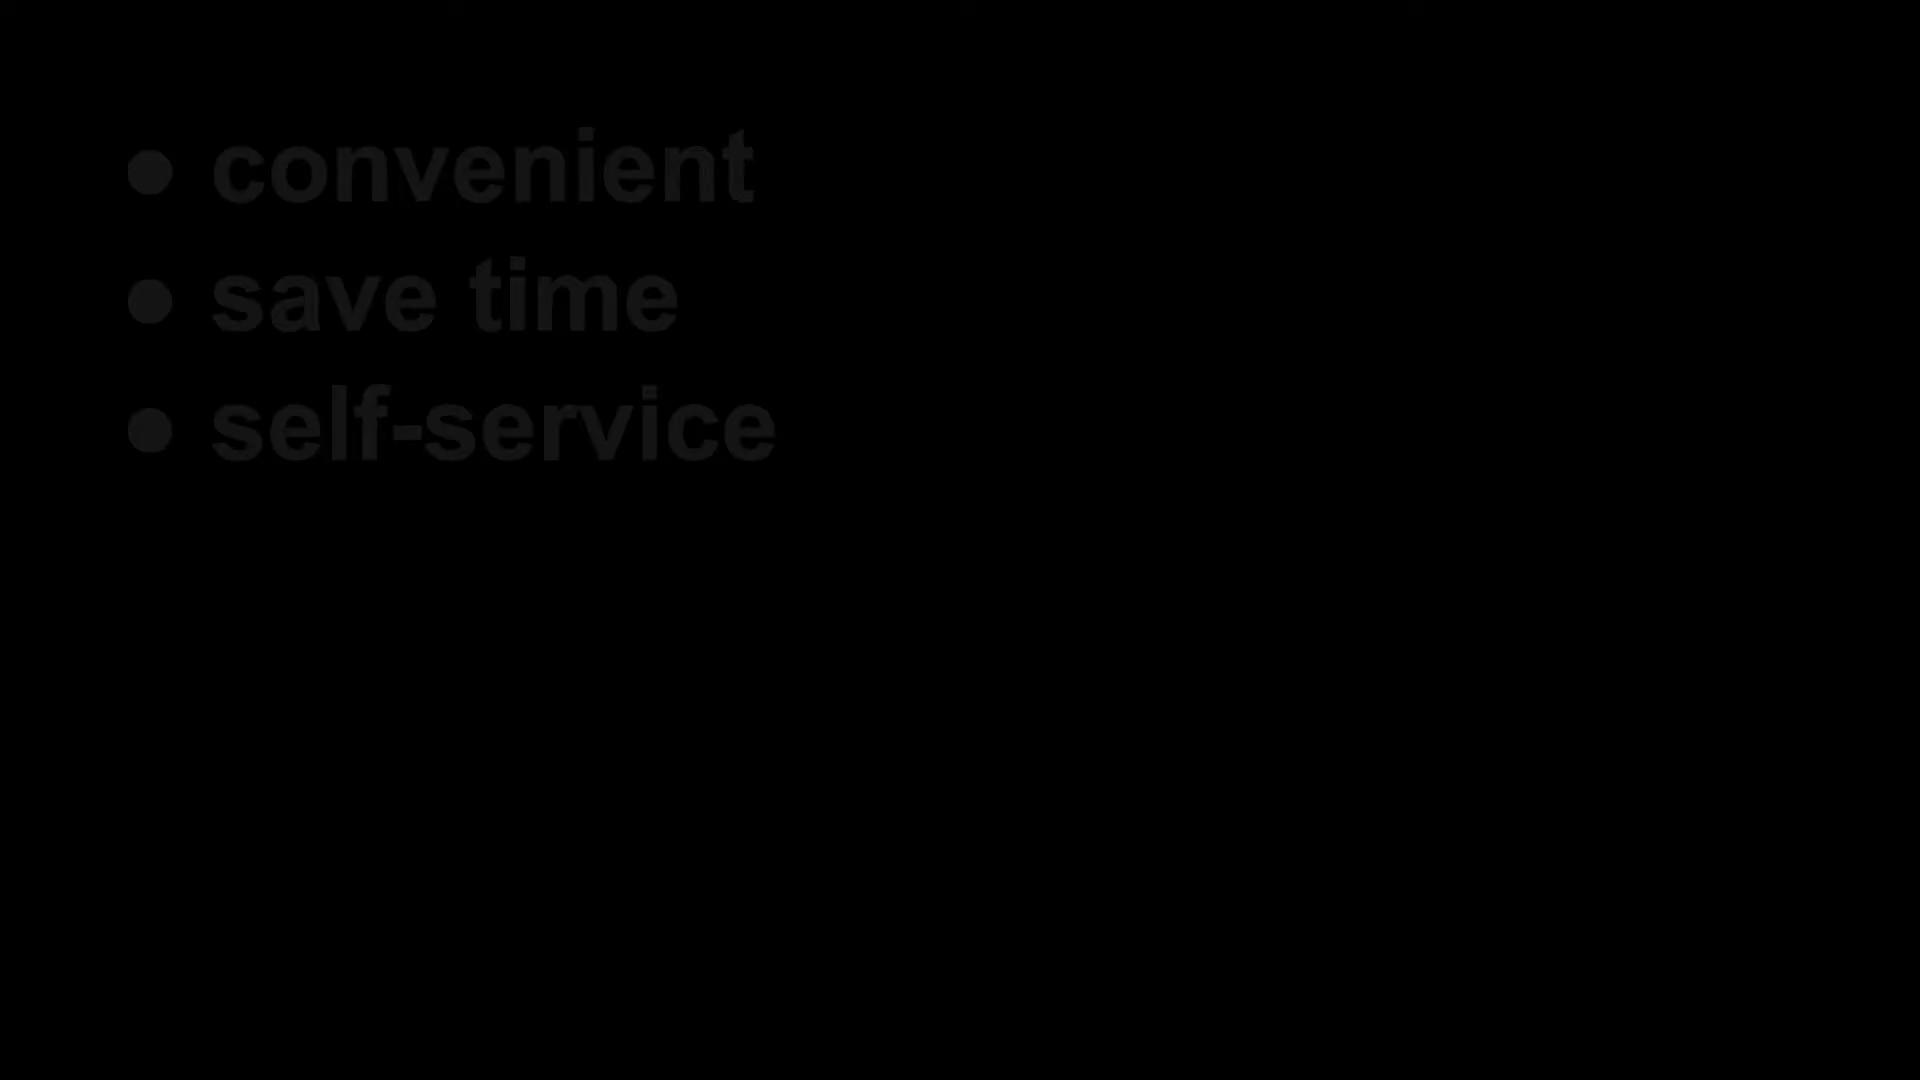 ● convenient
● save time
● self-service